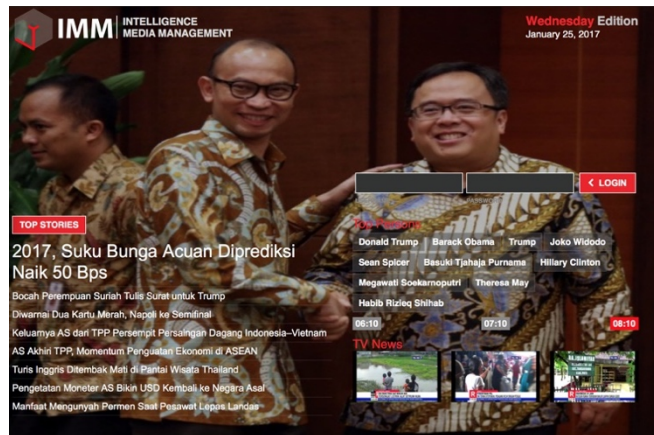 IMM
INTELLIGENCE
MEDIA MANAGEMENT
Wednesday Edition
January 25, 2017
LOGIN
TOP STORIES
2017, Suku Bunga Acuan Diprediksi
Naik 50 Bps
Bocah Perempuan Suriah Tulis Surat untuk Trump
Diwarnai Dua Kartu Merah, Napoli ke Semifinal
Keluarnya AS dari TPP Persempit Persaingan Dagang Indonesia–Vietnam
AS Akhiri TPP, Momentum Penguatan Ekonomi di ASEAN
Turis Inggris Ditembak Mati di Pantai Wisata Thailand
Pengetatan Moneter AS Bikin USD Kembali ke Negara Asal
Manfaat Mengunyah Permen Saat Pesawat Lepas Landas
Top Persons
Donald Trump Barack Obama Trump Joko Widodo
Sean Spicer Basuki Tjahaja Purnama Hillary Clinton
Megawati Soekarnoputri Theresa May
Habib Rizieq Shihab
06:10 07:10 08:10
TV News